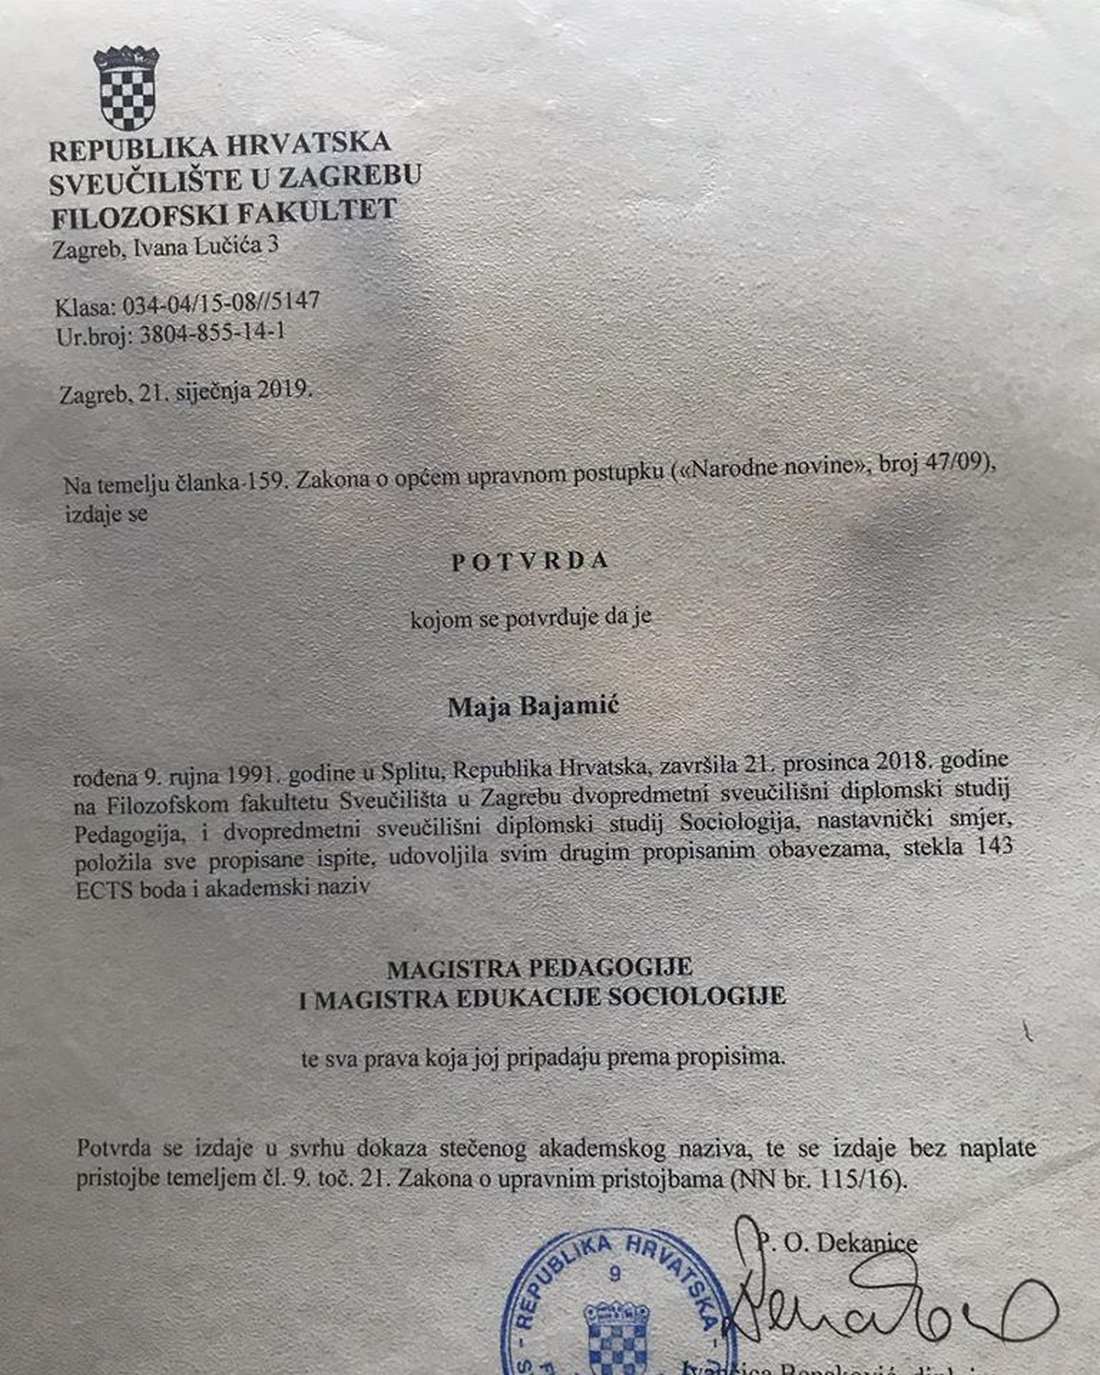 REPUBLIKA HRVATSKA
SVEUČILIŠTE U ZAGREBU
FILOZOFSKI FAKULTET
Zagreb, Ivana Lučića 3
Klasa: 034-04/15-08//5147
Ur.broj: 3804-855-14-1
Zagreb, 21. siječnja 2019.
Na temelju članka 159. Zakona o općem upravnom postupku («Narodne novine», broj 47/09),
izdaje se
P O T V R D A
kojom se potvrđuje da je
Maja Bajamić
rođena 9. rujna 1991. godine u Splitu, Republika Hrvatska, završila 21. prosinca 2018. godine
na Filozofskom fakultetu Sveučilišta u Zagrebu dvopredmetni sveučilišni diplomski studij
Pedagogija, i dvopredmetni sveučilišni diplomski studij Sociologija, nastavnički smjer,
položila sve propisane ispite, udovoljila svim drugim propisanim obavezama, stekla 143
ECTS boda i akademski naziv
MAGISTRA PEDAGOGIJE
I MAGISTRA EDUKACIJE SOCIOLOGIJE
te sva prava koja joj pripadaju prema propisima.
Potvrda se izdaje u svrhu dokaza stečenog akademskog naziva, te se izdaje bez naplate
pristojbe temeljem čl. 9. toč. 21. Zakona o upravnim pristojbama (NN br. 115/16).
P. O. Dekanice
REPUBLIKA HRVATSKA
9